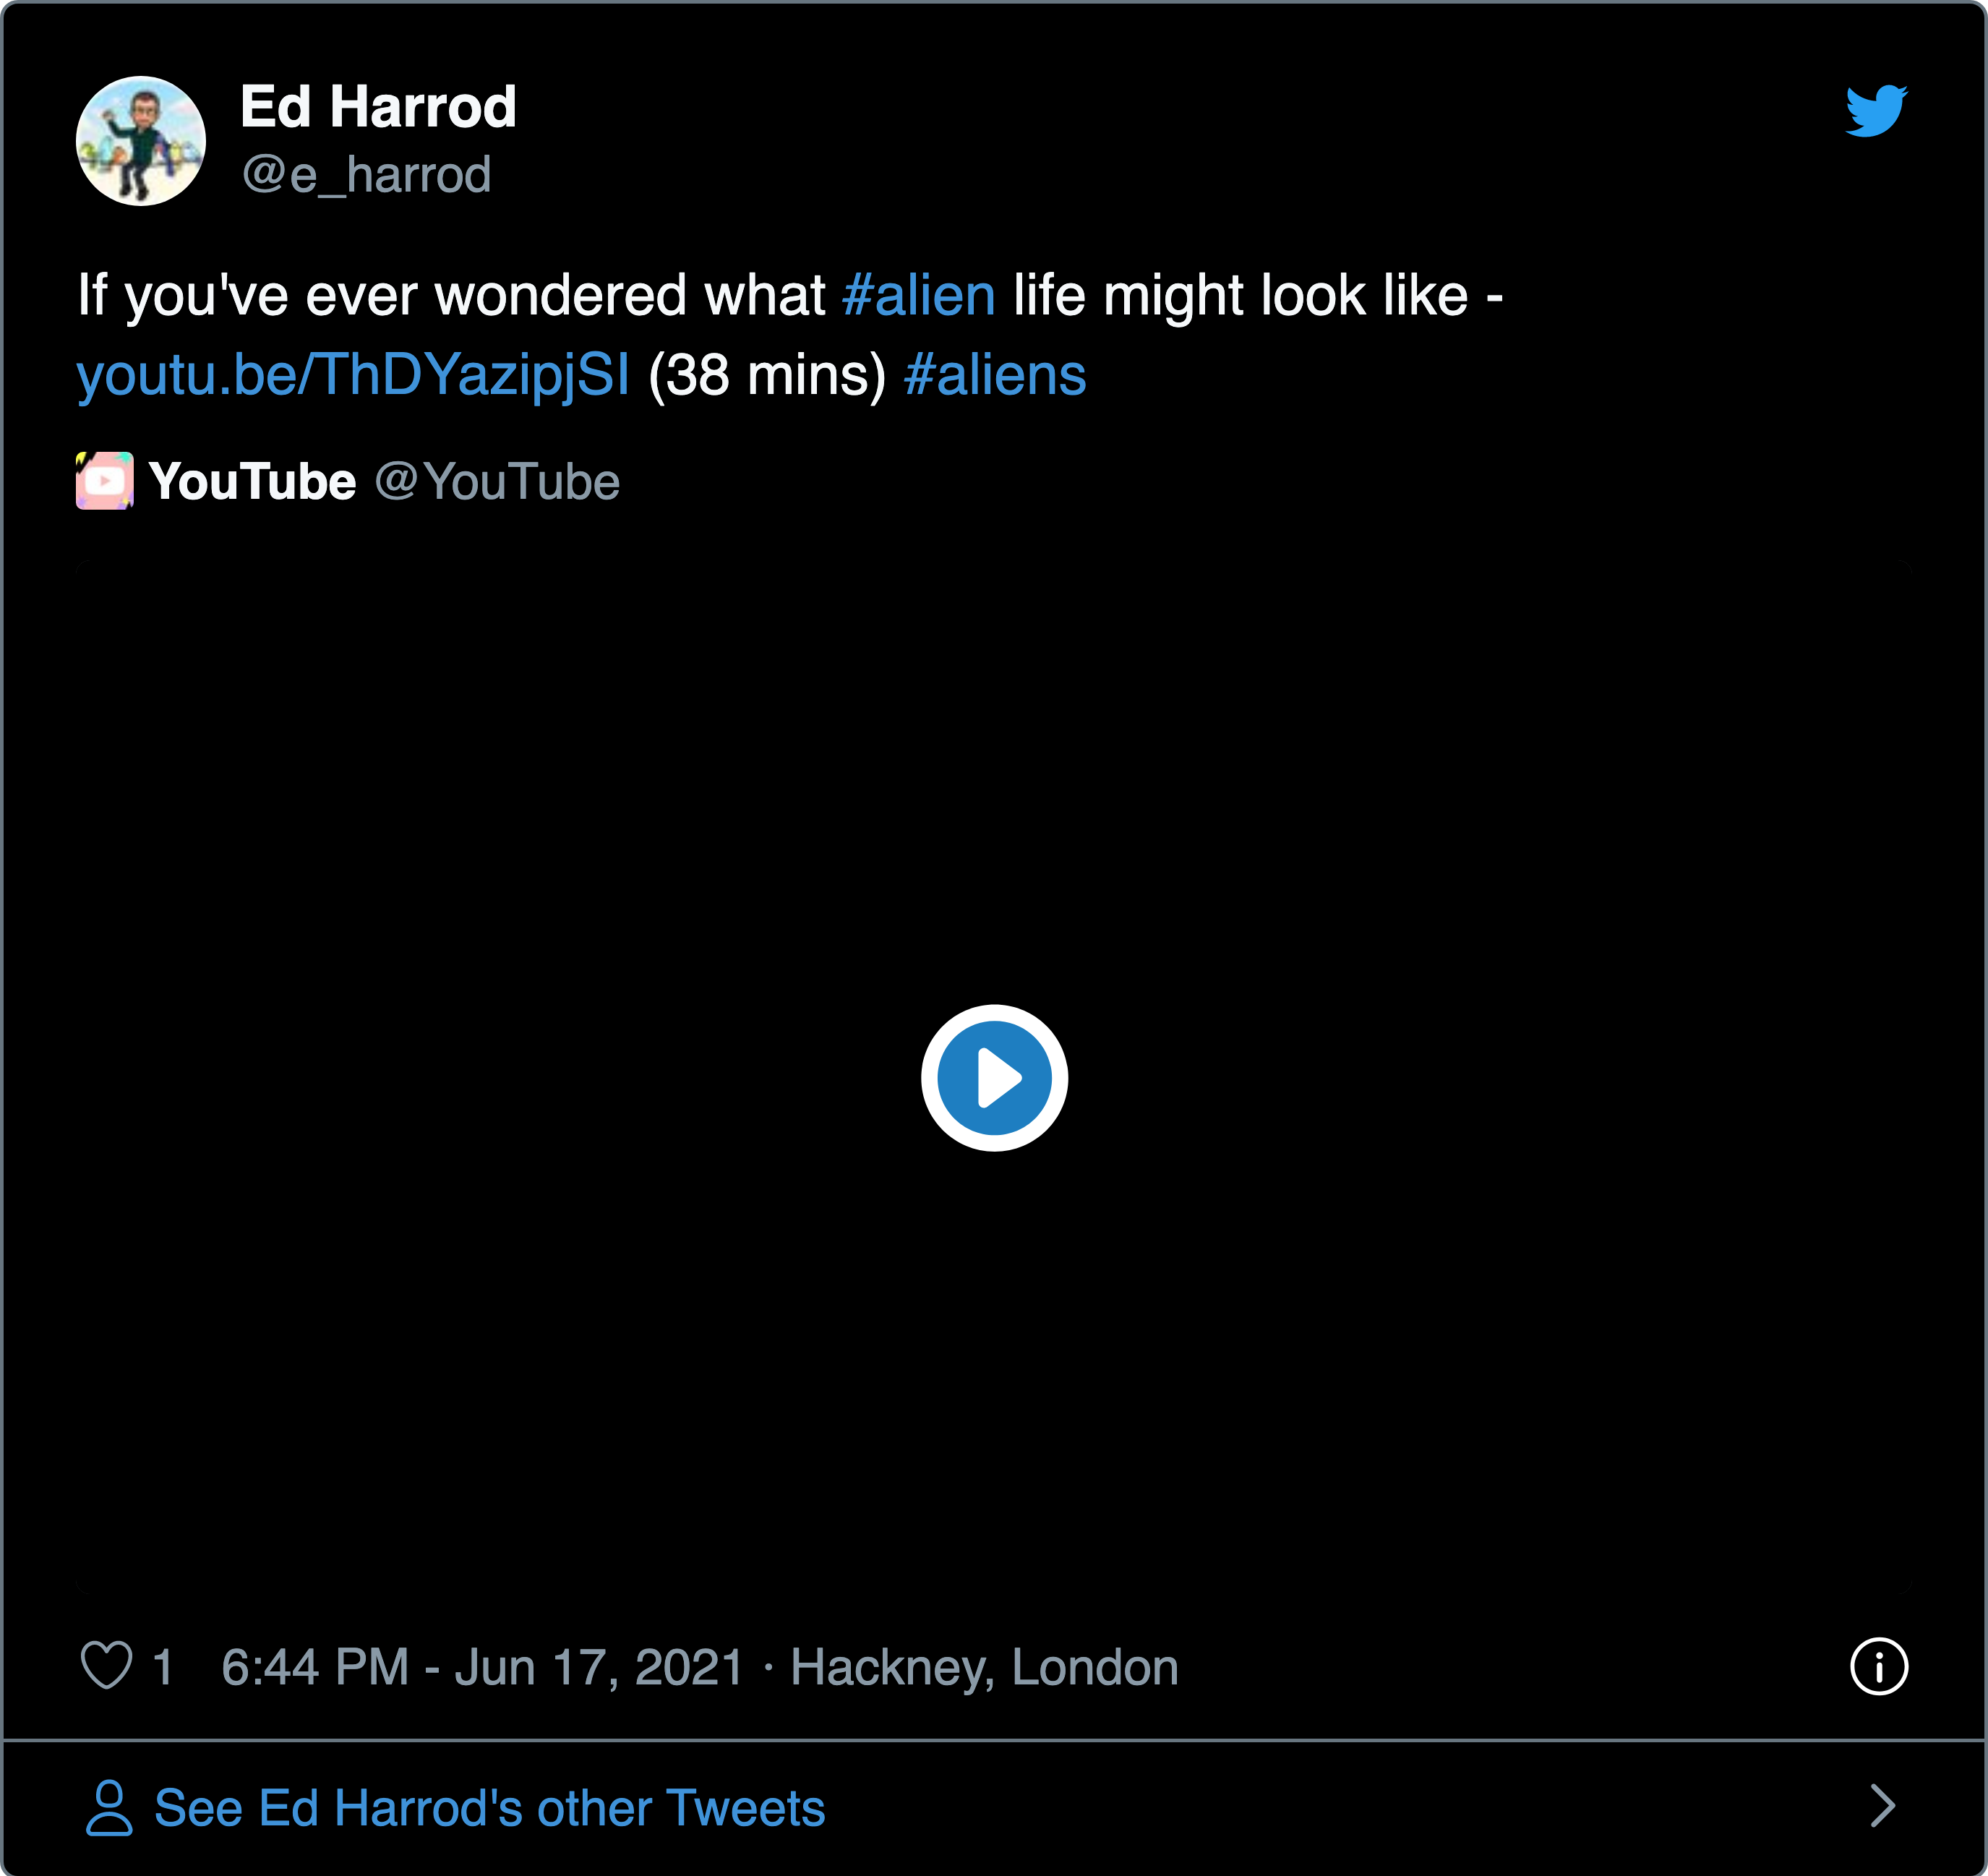 Ed Harrod
@e_harrod
If you've ever wondered what #alien life might look like -
youtu.be/ThDYazipjSI (38 mins) #aliens
YouTube @YouTube
1 6:44 PM - Jun 17, 2021 · Hackney, London
See Ed Harrod's other Tweets